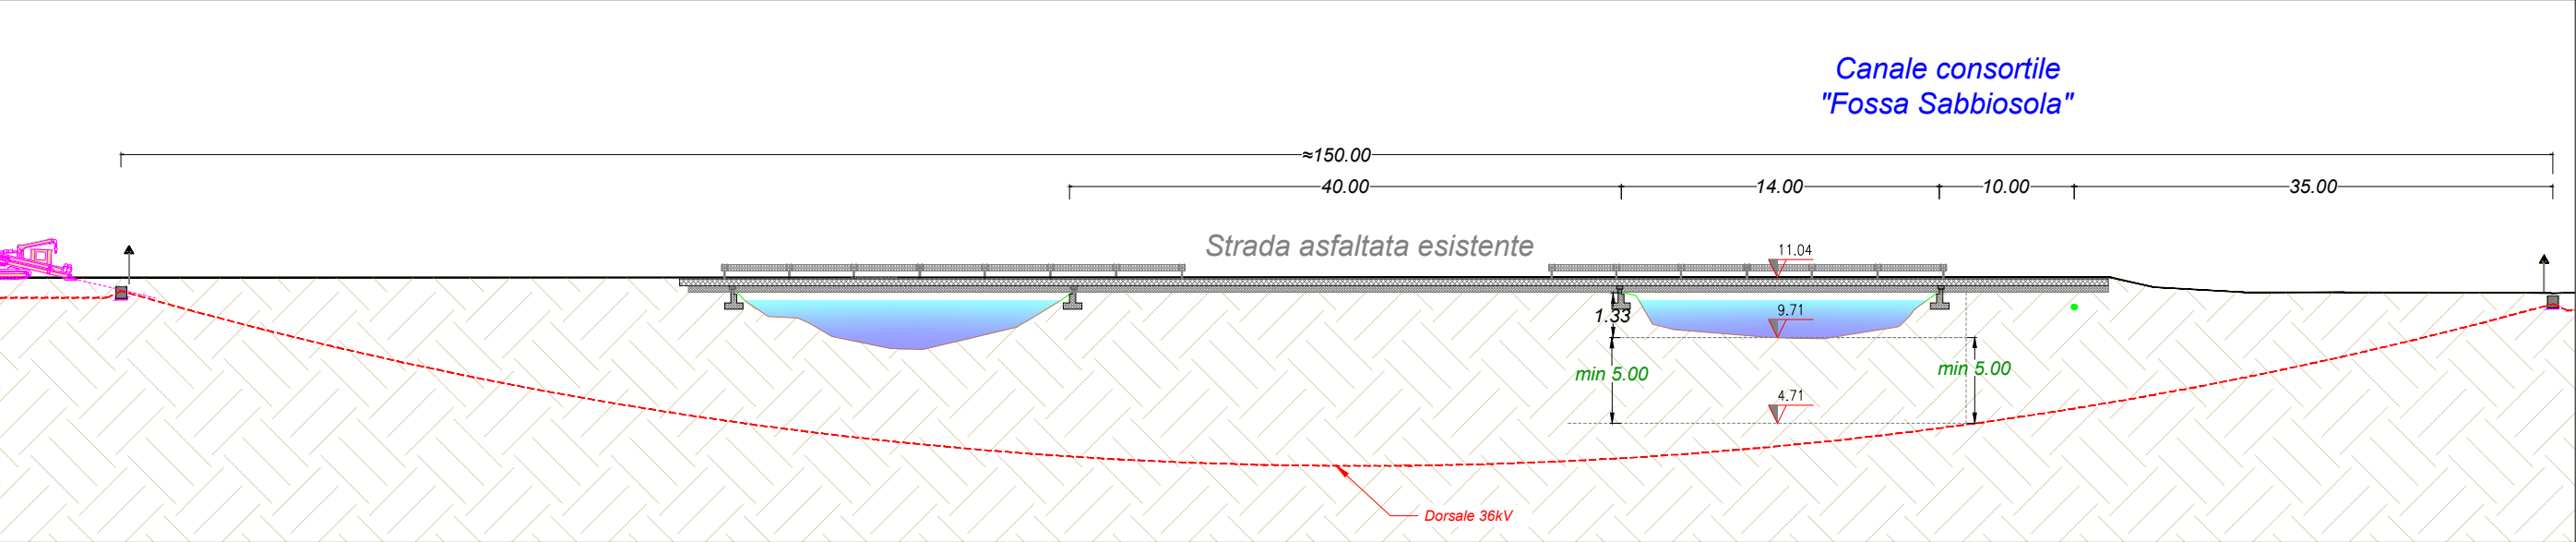 Canale consortile
"Fossa Sabbiosola"
≈150.00
40.00
14.00
10.00
35.00
Strada asfaltata esistente
11.04
9.71
1.33
min 5.00
min 5.00
4.71
Dorsale 36kV